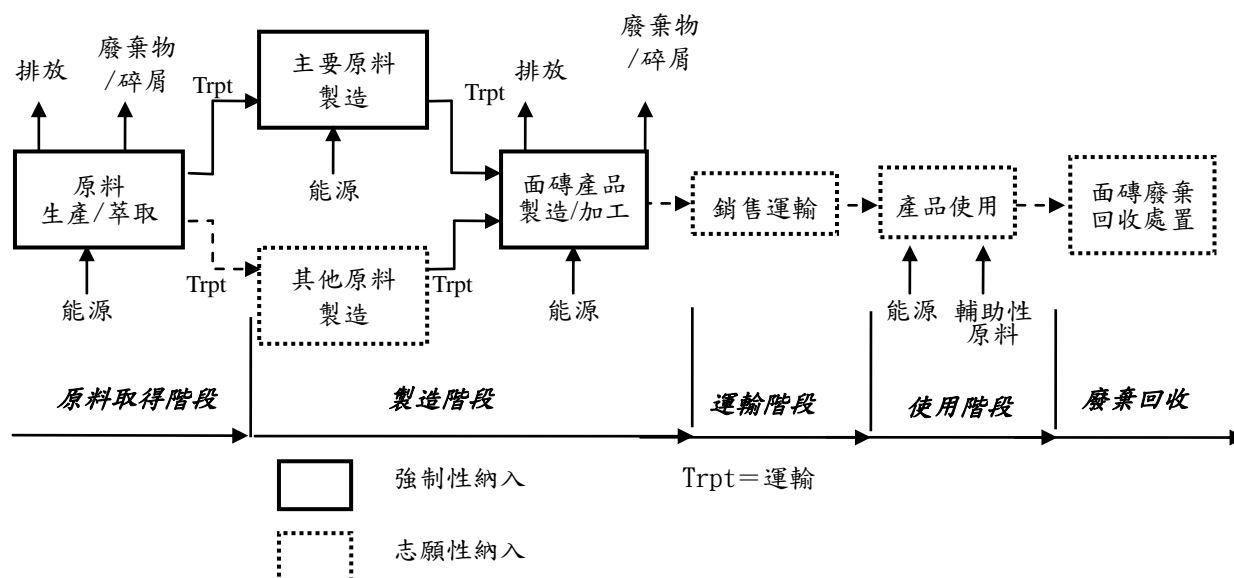 排放
廢棄物
/碎屑
Trpt
主要原料
製造
Trpt
排放
廢棄物
/碎屑
原料
生產/萃取
能源
面磚產品
製造/加工
銷售運輸
產品使用
面磚廢棄
回收處置
Trpt
其他原料
製造
Trpt
能源
能源
能源
輔助性
原料
原料取得階段
製造階段
運輸階段
使用階段
廢棄回收
強制性納入
Trpt＝運輸
志願性納入